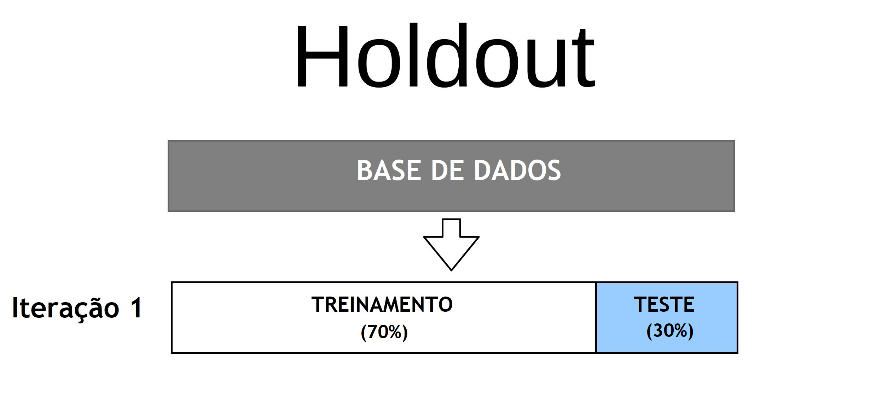 Holdout
BASE DE DADOS
Iteração 1
TREINAMENTO
(70%)
TESTE
(30%)